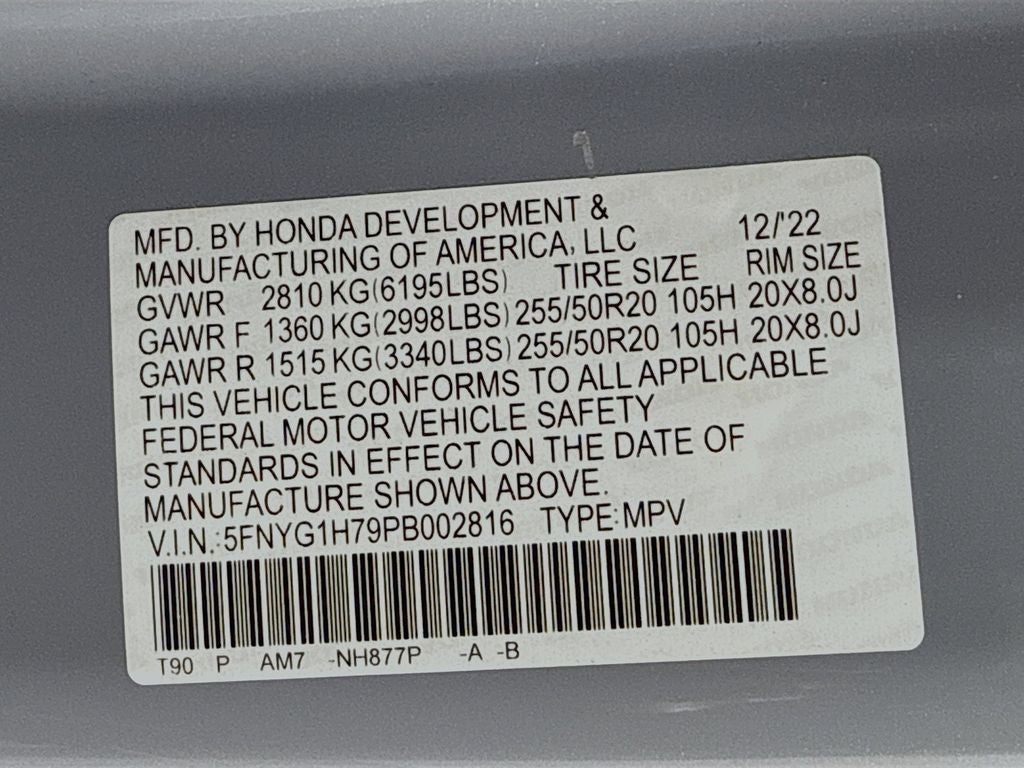 MFD. BY HONDA DEVELOPMENT &
MANUFACTURING OF AMERICA, LLC 12/'22
GVWR 2810 KG(6195LBS) TIRE SIZE RIM SIZE
GAWR F 1360 KG(2998LBS) 255/50R20 105H 20X8.0J
GAWR R 1515 KG(3340LBS) 255/50R20 105H 20X8.0J
THIS VEHICLE CONFORMS TO ALL APPLICABLE
FEDERAL MOTOR VEHICLE SAFETY
STANDARDS IN EFFECT ON THE DATE OF
MANUFACTURE SHOWN ABOVE.
V.I.N.:5FNYG1H79PB002816 TYPE:MPV
T90 P AM7 -NH877P -A -B